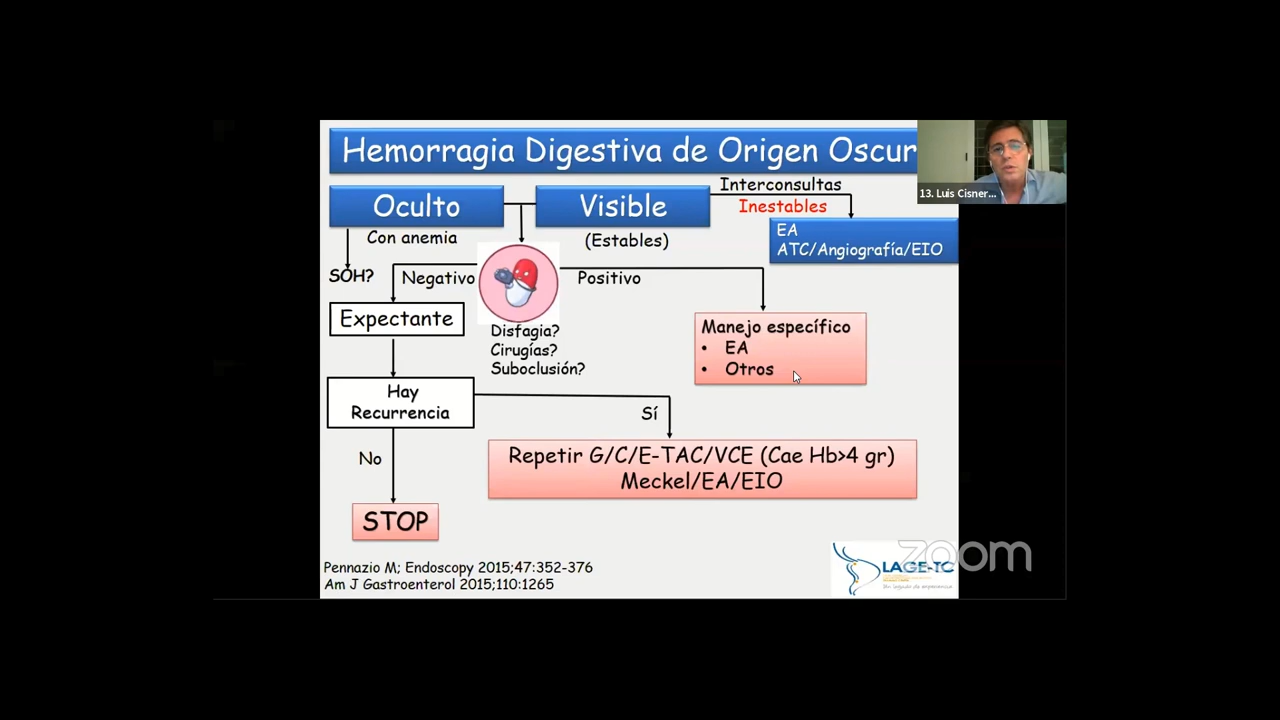 Hemorragia Digestiva de Origen Oscur
13. Luis Cisner...
Oculto
Visible
Interconsultas
Inestables
EA
ATC/Angiografía/EIO
Con anemia
(Estables)
SOH?
Negativo
Positivo
Expectante
Disfagia?
Cirugías?
Suboclusión?
Manejo específico
• EA
• Otros
Hay
Recurrencia
Sí
No
Repetir G/C/E-TAC/VCE (Cae Hb>4 gr)
Meckel/EA/EIO
STOP
Pennazio M; Endoscopy 2015;47:352-376
Am J Gastroenterol 2015;110:1265
zoom
LAGE-TC